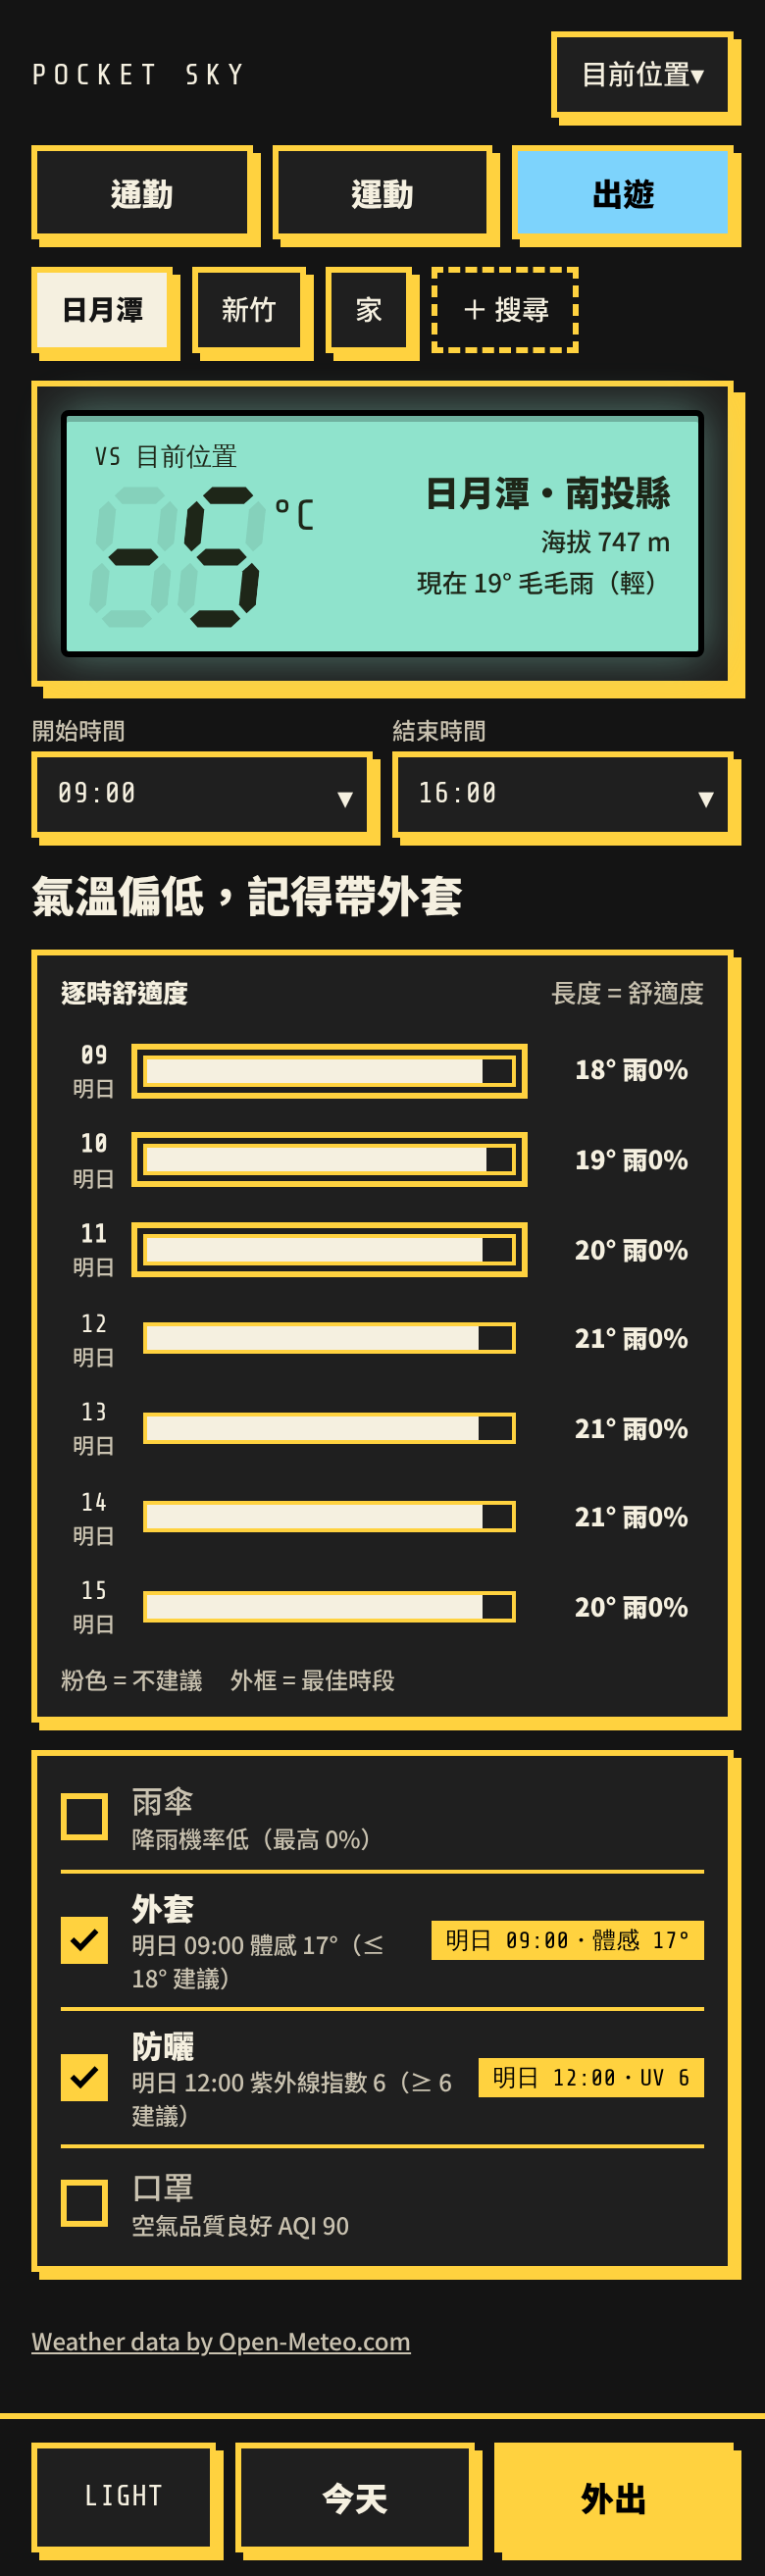 POCKET SKY
目前位置▾
通勤
運動
出遊
日月潭
新竹
家
＋ 搜尋
VS 目前位置
-5°C
日月潭・南投縣
海拔 747 m
現在 19° 毛毛雨（輕）
開始時間
結束時間
09:00 ▼
16:00 ▼
氣溫偏低，記得帶外套
逐時舒適度
長度 = 舒適度
09
明日
18° 雨0%
10
明日
19° 雨0%
11
明日
20° 雨0%
12
明日
21° 雨0%
13
明日
21° 雨0%
14
明日
21° 雨0%
15
明日
20° 雨0%
粉色 = 不建議 外框 = 最佳時段
雨傘
降雨機率低（最高 0%）
外套
明日 09:00 體感 17°（≤
18° 建議）
明日 09:00・體感 17°
防曬
明日 12:00 紫外線指數 6（≥ 6
建議）
明日 12:00・UV 6
口罩
空氣品質良好 AQI 90
Weather data by Open-Meteo.com
LIGHT
今天
外出